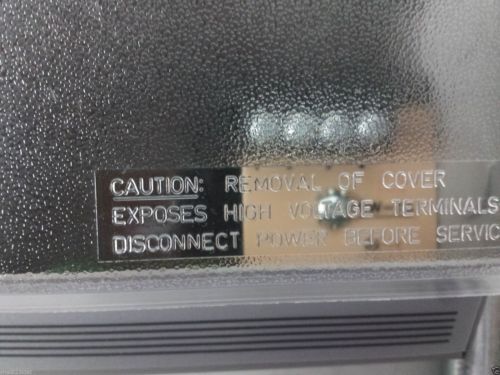 CAUTION: REMOVAL OF COVER
EXPOSES HIGH VOLTAGE TERMINALS
DISCONNECT POWER BEFORE SERVIC